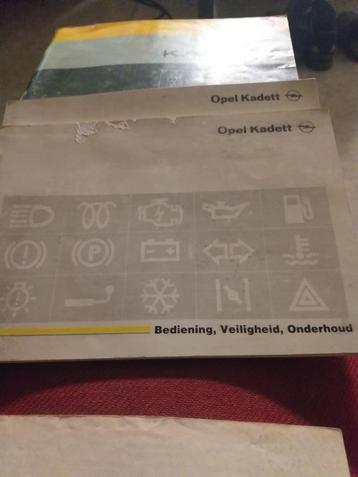 Opel Kadett
Opel Kadett
Bediening, Veiligheid, Onderhoud